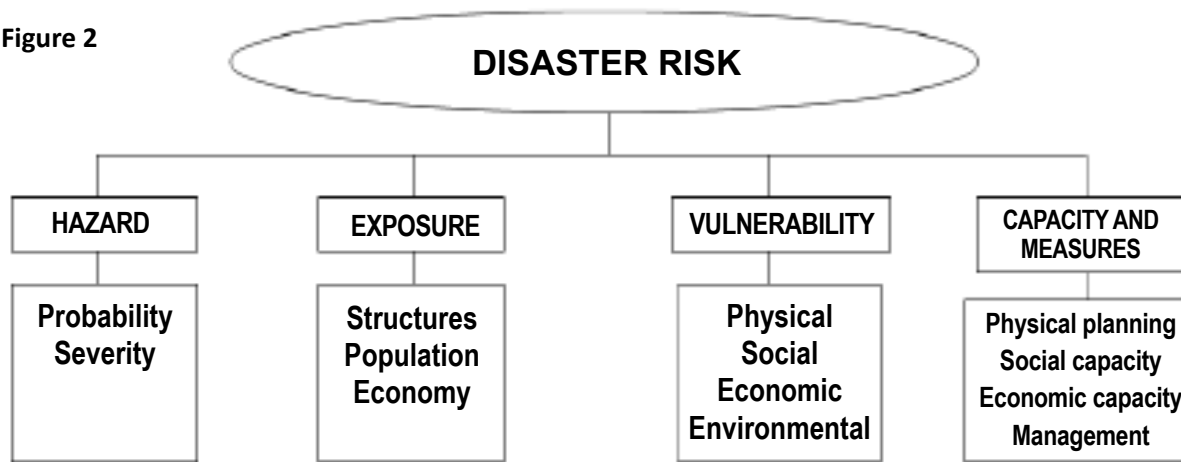 Figure 2
DISASTER RISK
HAZARD
Probability
Severity
EXPOSURE
Structures
Population
Economy
VULNERABILITY
Physical
Social
Economic
Environmental
CAPACITY AND
MEASURES
Physical planning
Social capacity
Economic capacity
Management